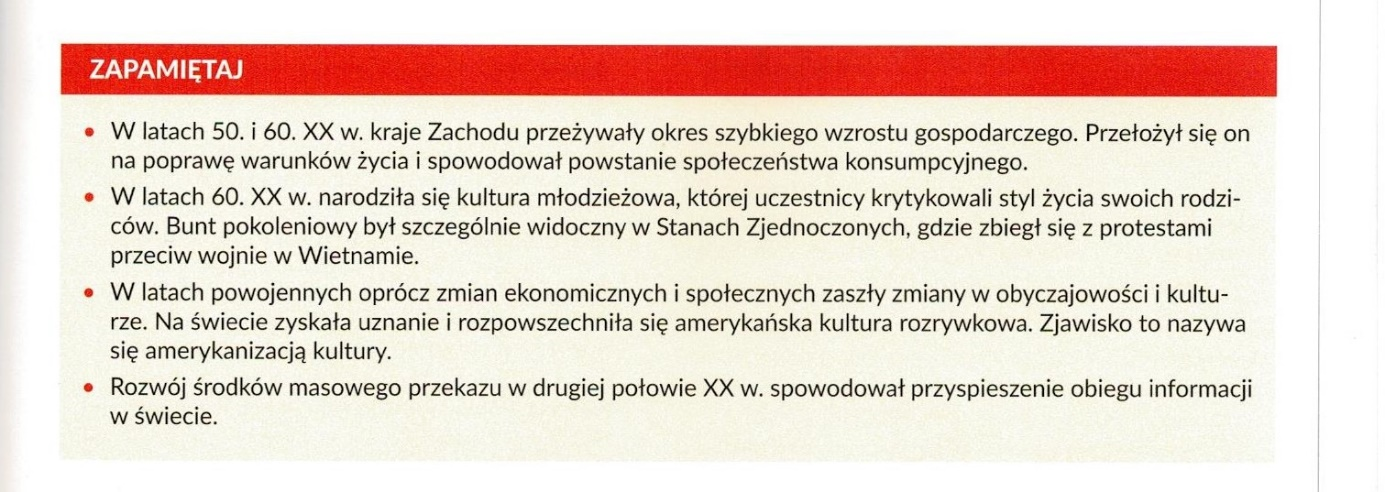 ZAPAMIĘTAJ
• W latach 50. i 60. XX w. kraje Zachodu przeżywały okres szybkiego wzrostu gospodarczego. Przełożył się on
na poprawę warunków życia i spowodował powstanie społeczeństwa konsumpcyjnego.
• W latach 60. XX w. narodziła się kultura młodzieżowa, której uczestnicy krytykowali styl życia swoich rodzi-
ców. Bunt pokoleniowy był szczególnie widoczny w Stanach Zjednoczonych, gdzie zbiegł się z protestami
przeciw wojnie w Wietnamie.
• W latach powojennych oprócz zmian ekonomicznych i społecznych zaszły zmiany w obyczajowości i kultu-
rze. Na świecie zyskała uznanie i rozpowszechniła się amerykańska kultura rozrywkowa. Zjawisko to nazywa
się amerykanizacją kultury.
• Rozwój środków masowego przekazu w drugiej połowie XX w. spowodował przyspieszenie obiegu informacji
w świecie.